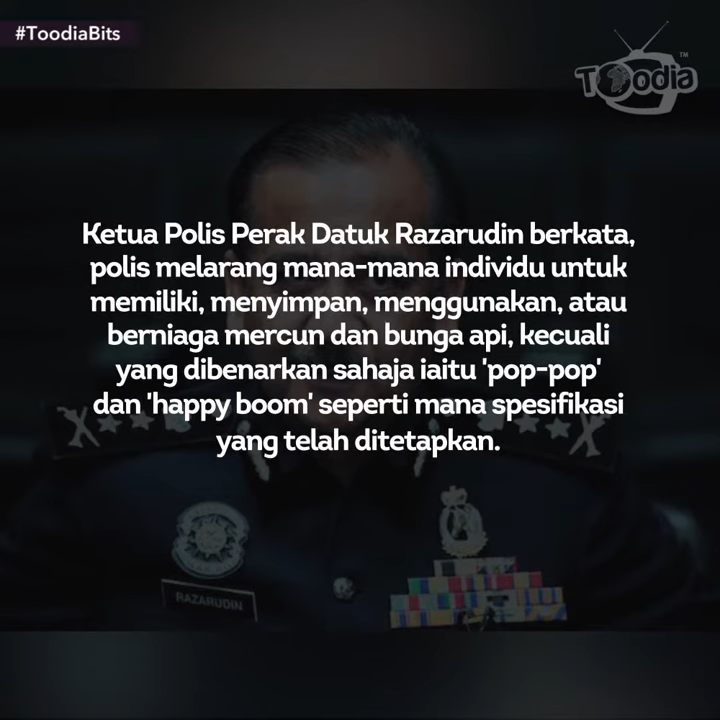 #ToodiaBits
Toodia
TM
Ketua Polis Perak Datuk Razarudin berkata,
polis melarang mana-mana individu untuk
memiliki, menyimpan, menggunakan, atau
berniaga mercun dan bunga api, kecuali
yang dibenarkan sahaja iaitu 'pop-pop'
dan 'happy boom' seperti mana spesifikasi
yang telah ditetapkan.
RAZARUDIN